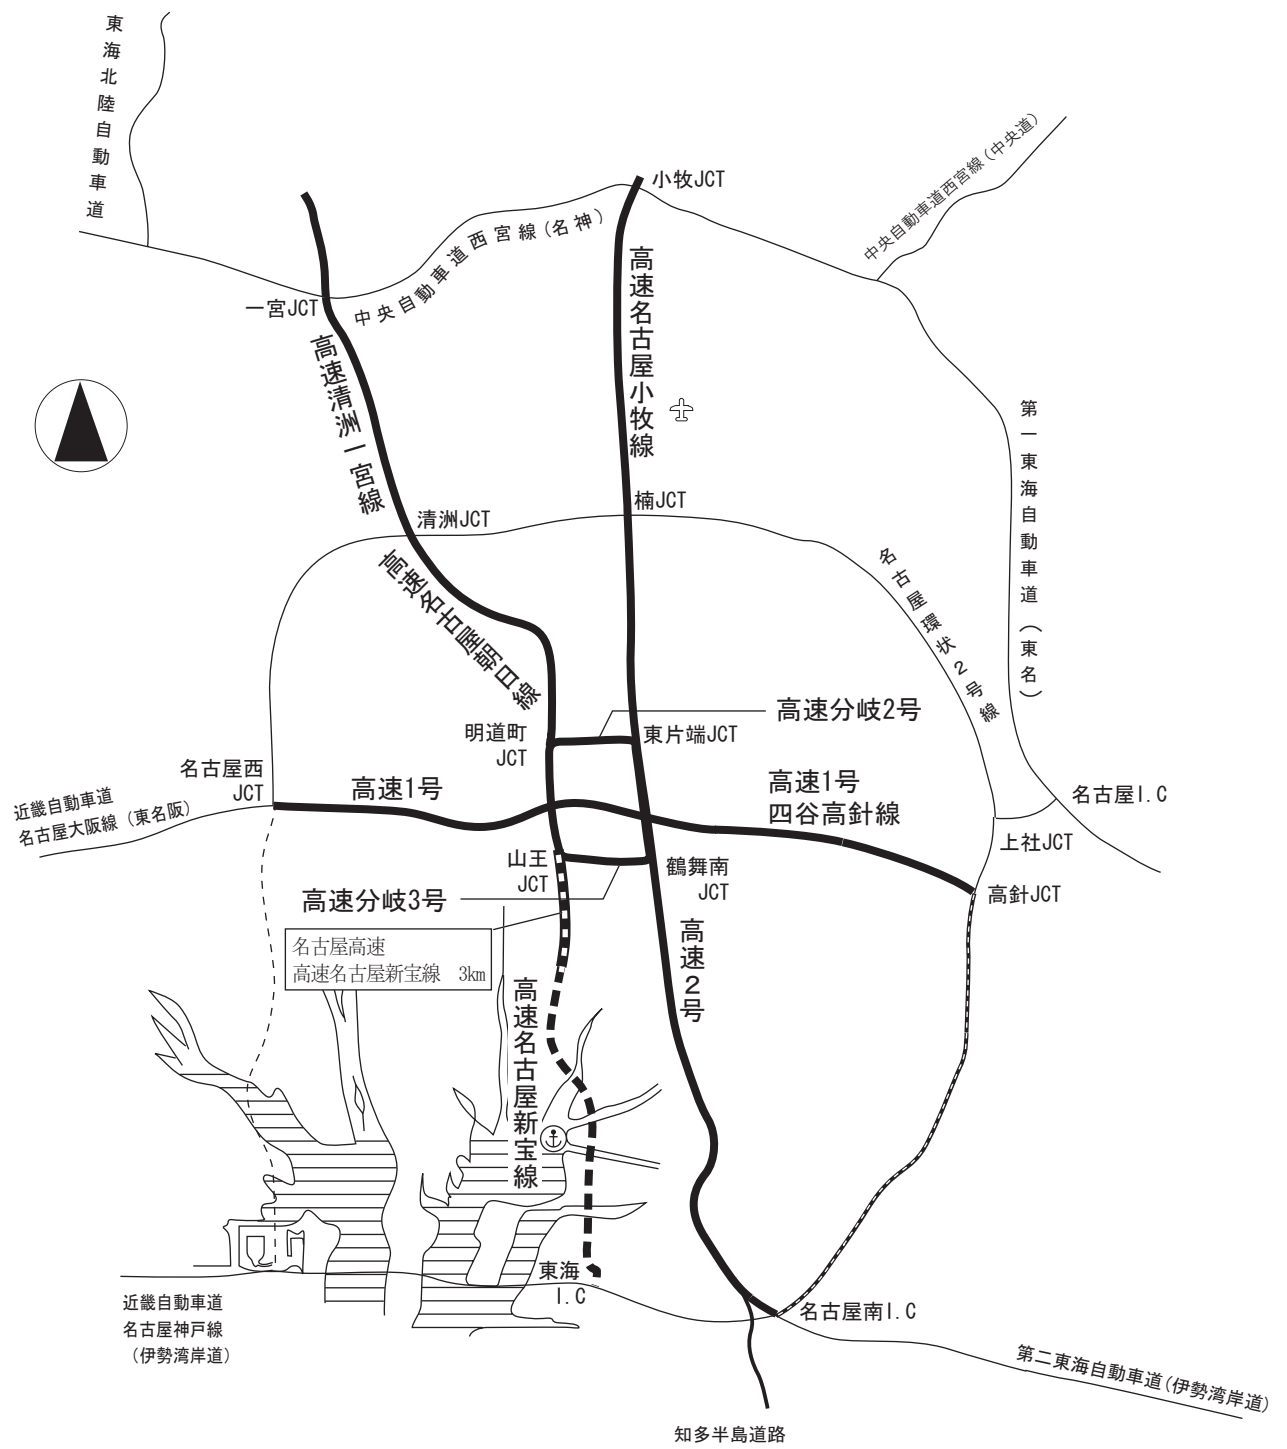 東海北陸自動車道
中央自動車道西宮線(中央道)
小牧JCT
中央自動車道西宮線(名神)
高速名古屋小牧線
一宮JCT
高速清洲一宮線
第一東海自動車道(東名)
楠JCT
清洲JCT
名古屋環状2号線
高速名古屋朝日線
高速分岐2号
明道町
JCT
東片端JCT
名古屋西
JCT
高速1号
高速1号
四谷高針線
名古屋I.C
近畿自動車道
名古屋大阪線(東名阪)
上社JCT
山王
JCT
鶴舞南
JCT
高針JCT
高速分岐3号
名古屋高速
高速名古屋新宝線 3km
高速2号
高速名古屋新宝線
東海
I.C
近畿自動車道
名古屋神戸線
(伊勢湾岸道)
名古屋南I.C
第二東海自動車道(伊勢湾岸道)
知多半島道路